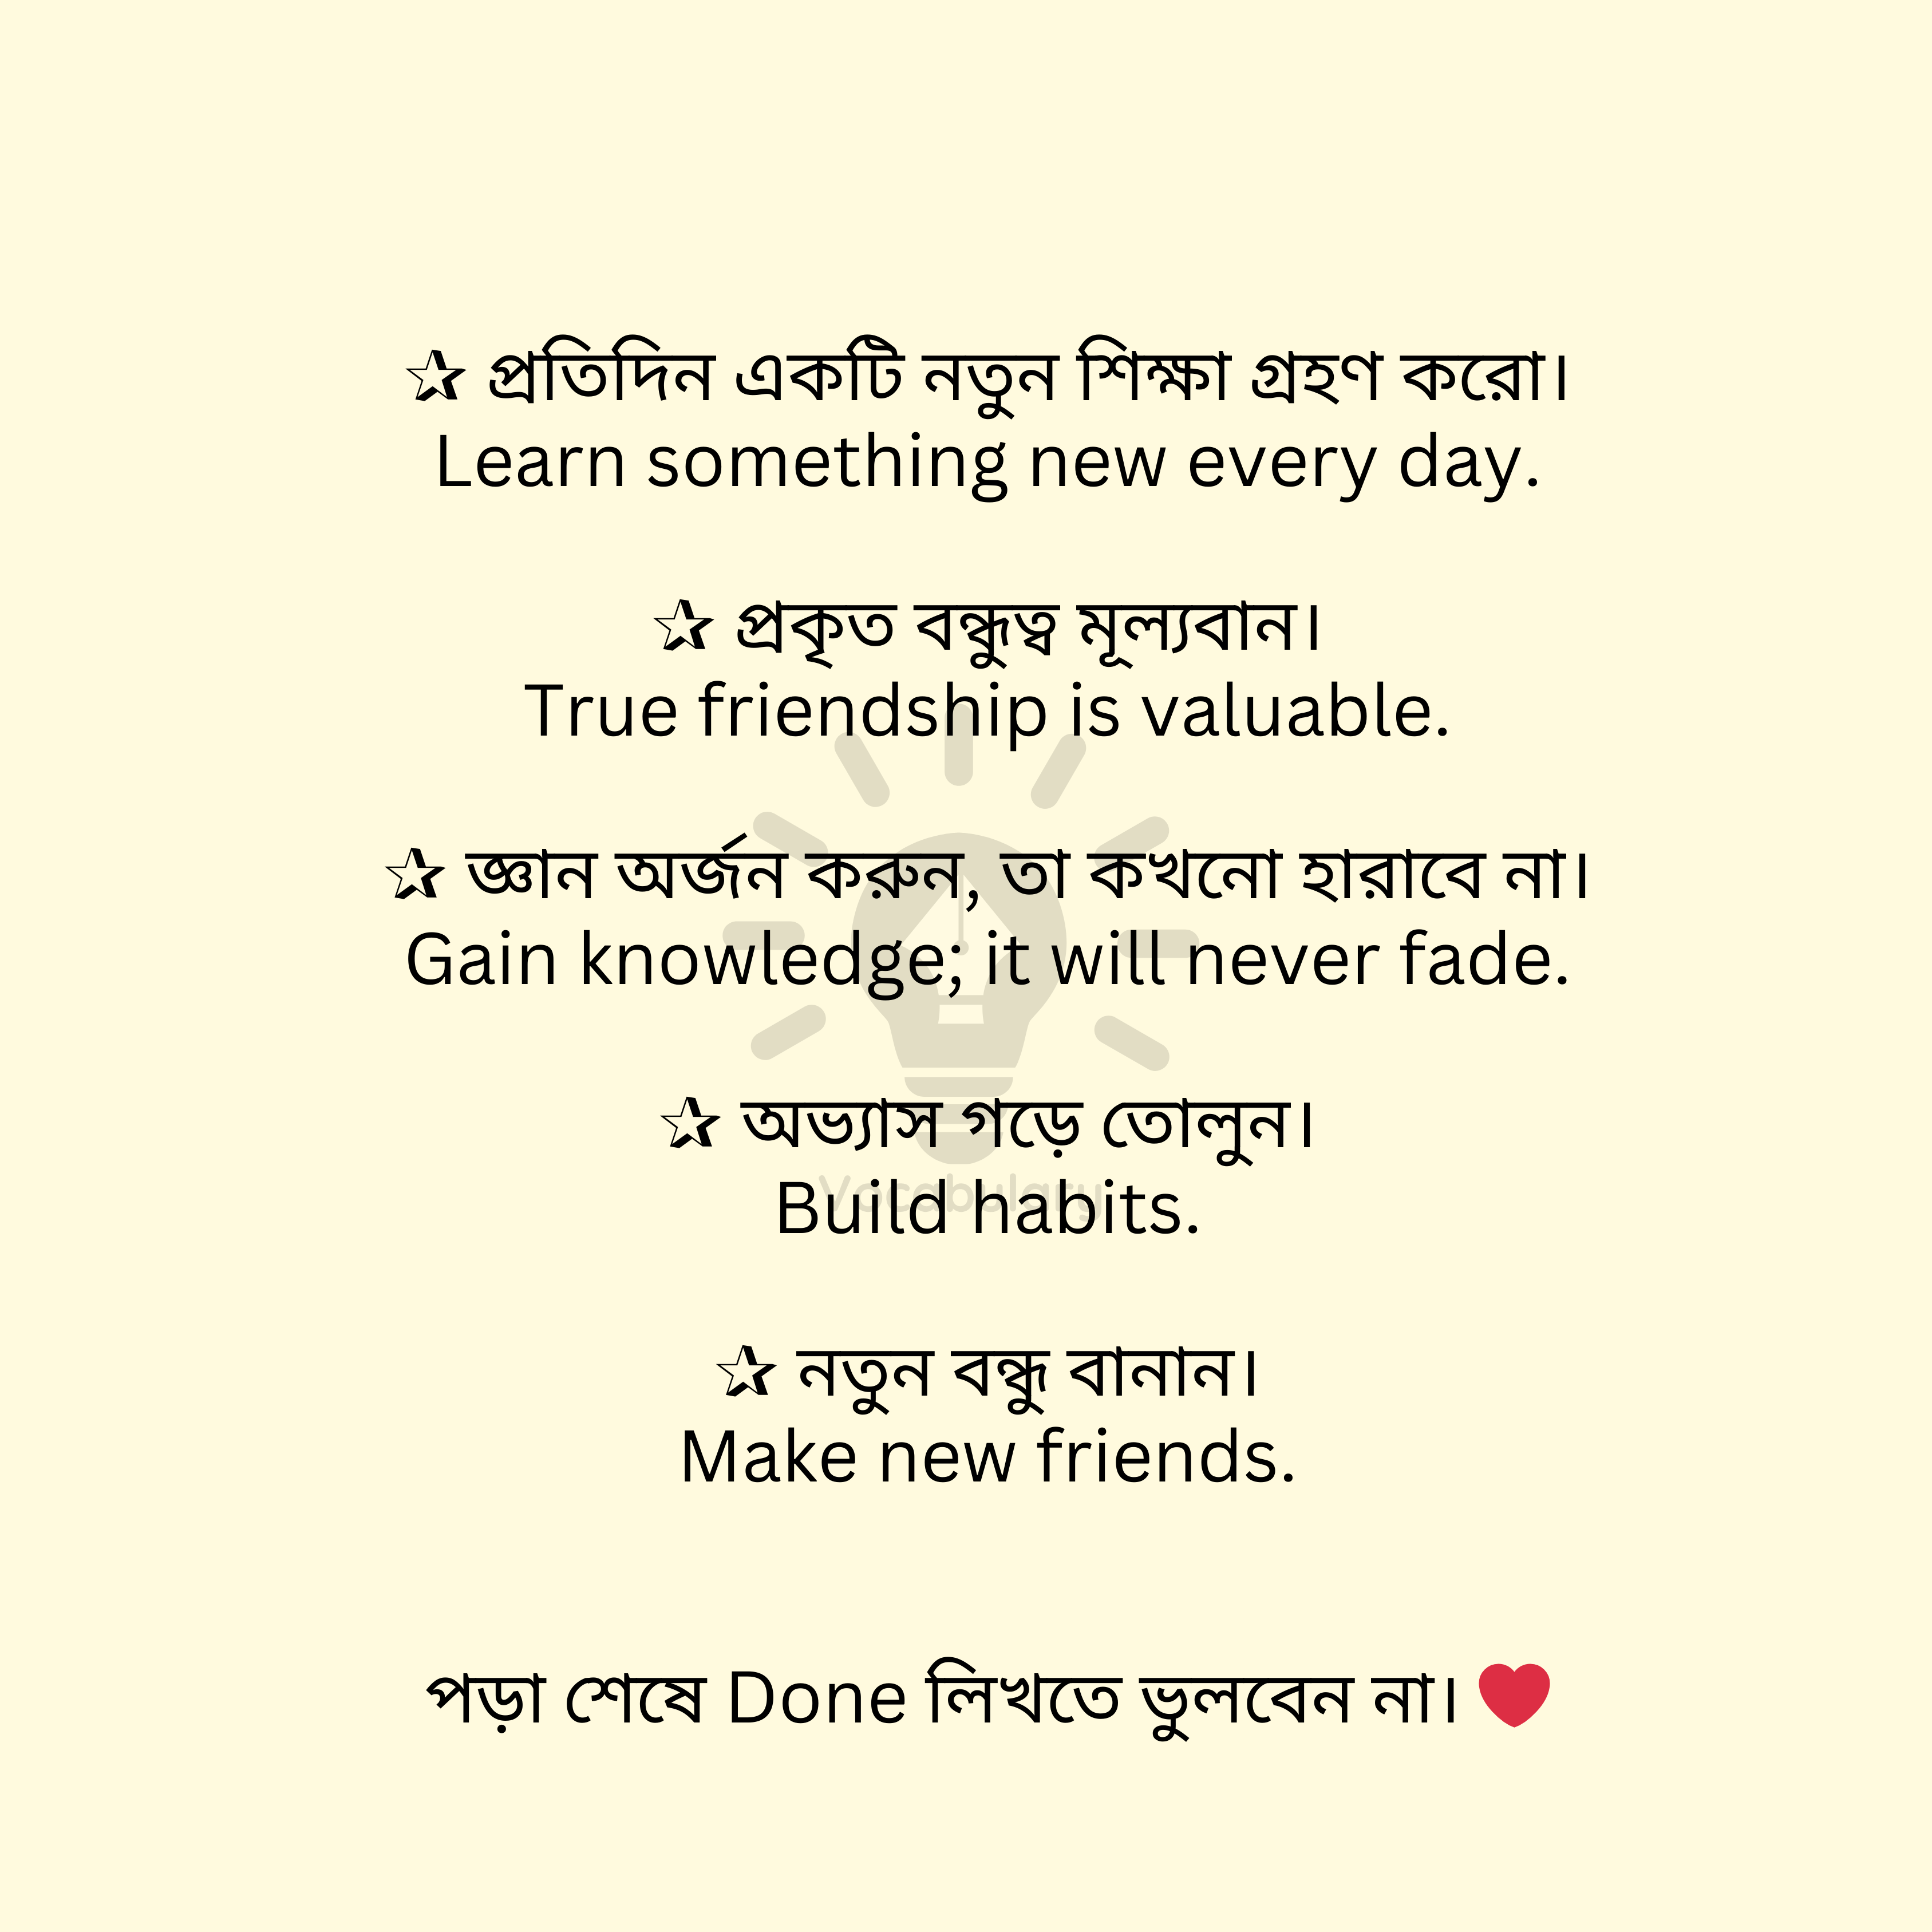 ☆ প্রতিদিন একটি নতুন শিক্ষা গ্রহণ করো।
Learn something new every day.
☆ প্রকৃত বন্ধুত্ব মূল্যবান।
True friendship is valuable.
☆ জ্ঞান অর্জন করুন, তা কখনো হারাবে না।
Gain knowledge; it will never fade.
☆ অভ্যাস গড়ে তোলুন।
Vocabulary
Build habits.
☆ নতুন বন্ধু বানান।
Make new friends.
পড়া শেষে Done লিখতে ভুলবেন না। ❤️